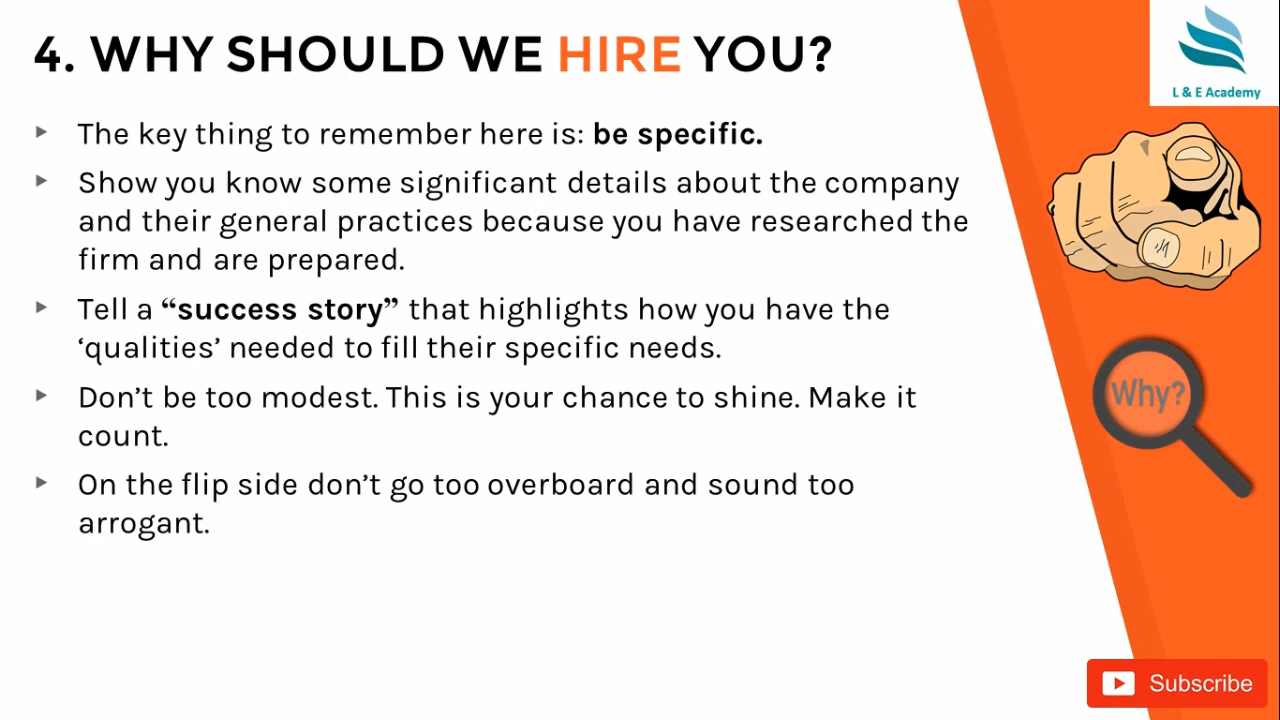 4. WHY SHOULD WE HIRE YOU?
L & E Academy
The key thing to remember here is: be specific.
Show you know some significant details about the company
and their general practices because you have researched the
firm and are prepared.
Tell a “success story” that highlights how you have the
‘qualities’ needed to fill their specific needs.
Don’t be too modest. This is your chance to shine. Make it
count.
On the flip side don’t go too overboard and sound too
arrogant.
Why?
Subscribe